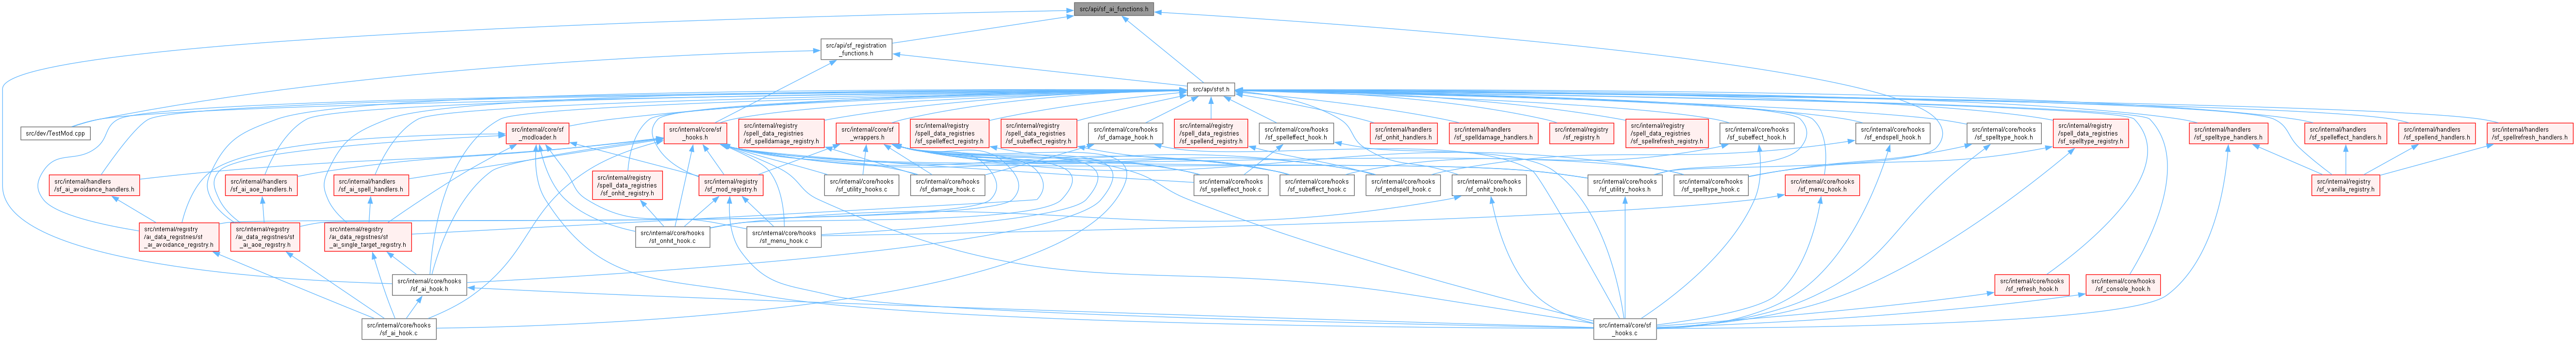 src/api/sf_ai_functions.h
src/api/sf_registration
_functions.h
src/api/sfsf.h
src/dev/TestMod.cpp
src/internal/core/sf
_modloader.h
src/internal/core/sf
_hooks.h
src/internal/registry
/spell_data_registries
/sf_spelldamage_registry.h
src/internal/core/sf
_wrappers.h
src/internal/registry
/spell_data_registries
/sf_spelleffect_registry.h
src/internal/registry
/spell_data_registries
/sf_subeffect_registry.h
src/internal/core/hooks
/sf_damage_hook.h
src/internal/registry
/spell_data_registries
/sf_spellend_registry.h
src/internal/core/hooks
/sf_spelleffect_hook.h
src/internal/handlers
/sf_onhit_handlers.h
src/internal/handlers
/sf_spelldamage_handlers.h
src/internal/registry
/sf_registry.h
src/internal/registry
/spell_data_registries
/sf_spellrefresh_registry.h
src/internal/core/hooks
/sf_subeffect_hook.h
src/internal/core/hooks
/sf_endspell_hook.h
src/internal/core/hooks
/sf_spelltype_hook.h
src/internal/registry
/spell_data_registries
/sf_spelltype_registry.h
src/internal/handlers
/sf_spelltype_handlers.h
src/internal/handlers
/sf_spelleffect_handlers.h
src/internal/handlers
/sf_spellend_handlers.h
src/internal/handlers
/sf_spellrefresh_handlers.h
src/internal/handlers
/sf_ai_avoidance_handlers.h
src/internal/handlers
/sf_ai_aoe_handlers.h
src/internal/handlers
/sf_ai_spell_handlers.h
src/internal/registry
/spell_data_registries
/sf_onhit_registry.h
src/internal/registry
/sf_mod_registry.h
src/internal/core/hooks
/sf_utility_hooks.c
src/internal/core/hooks
/sf_damage_hook.c
src/internal/core/hooks
/sf_spelleffect_hook.c
src/internal/core/hooks
/sf_subeffect_hook.c
src/internal/core/hooks
/sf_endspell_hook.c
src/internal/core/hooks
/sf_onhit_hook.h
src/internal/core/hooks
/sf_utility_hooks.h
src/internal/core/hooks
/sf_spelltype_hook.c
src/internal/core/hooks
/sf_menu_hook.h
src/internal/registry
/sf_vanilla_registry.h
src/internal/registry
/ai_data_registries/sf
_ai_avoidance_registry.h
src/internal/registry
/ai_data_registries/sf
_ai_aoe_registry.h
src/internal/registry
/ai_data_registries/sf
_ai_single_target_registry.h
src/internal/core/hooks
/sf_onhit_hook.c
src/internal/core/hooks
/sf_menu_hook.c
src/internal/core/hooks
/sf_ai_hook.h
src/internal/core/hooks
/sf_refresh_hook.h
src/internal/core/hooks
/sf_console_hook.h
src/internal/core/hooks
/sf_ai_hook.c
src/internal/core/sf
_hooks.c